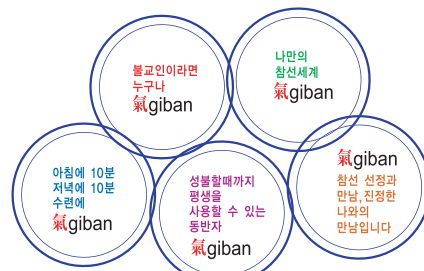 불교인이라면
누구나
氣giban
나만의
참선세계
氣giban
아침에 10분
저녁에 10분
수련에
氣giban
성불할때까지
평생을
사용할 수 있는
동반자
氣giban
氣giban
참선 선정과
만남,진정한
나와의
만남입니다